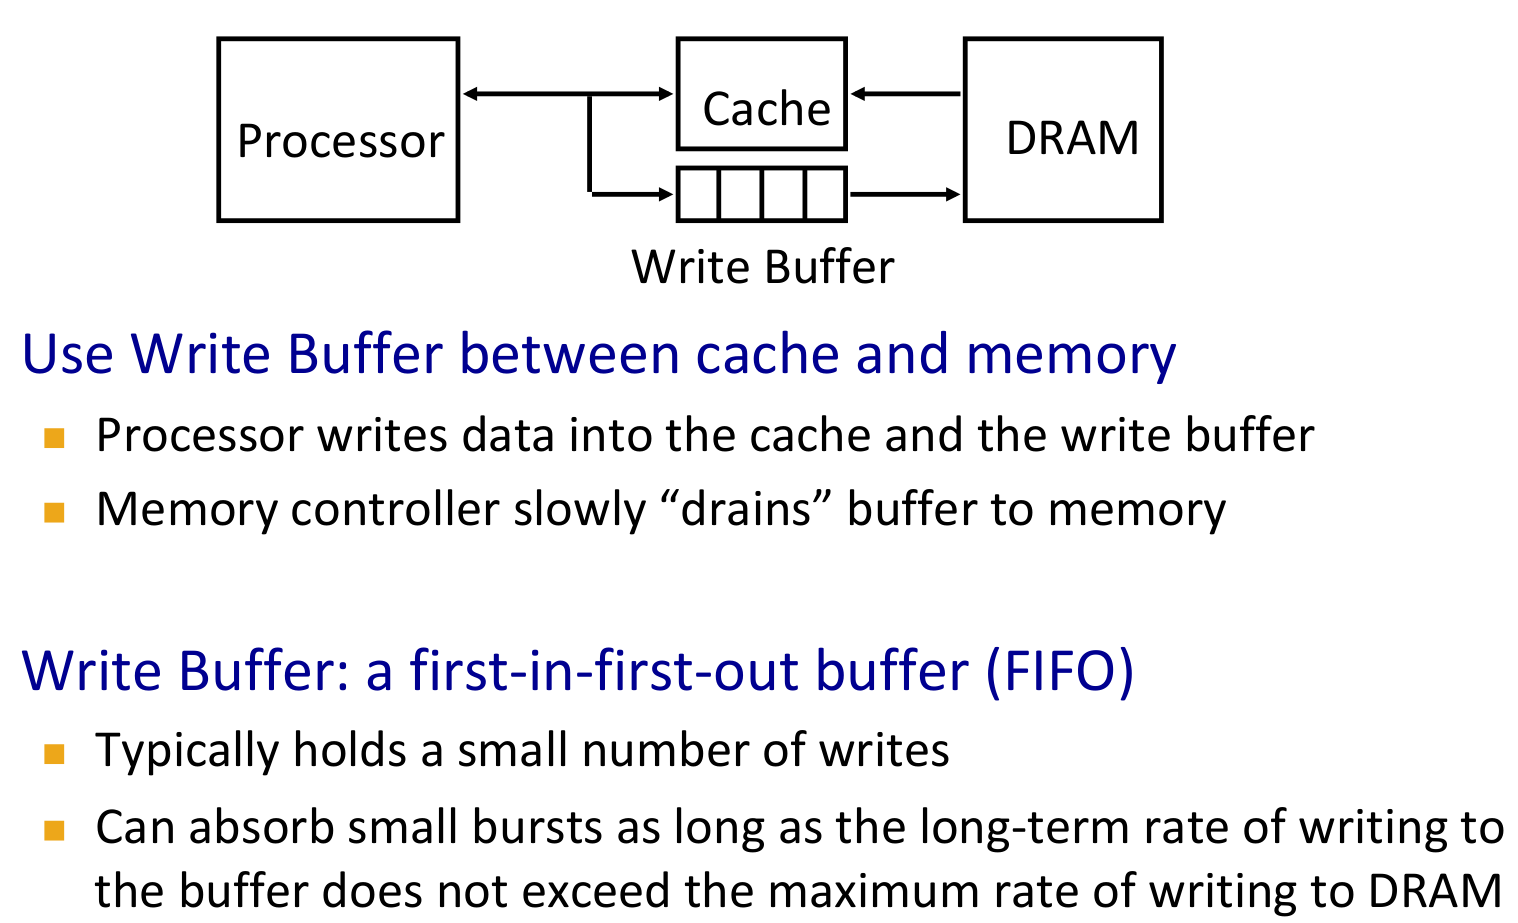 Processor
Cache
DRAM
Write Buffer
Use Write Buffer between cache and memory
Processor writes data into the cache and the write buffer
Memory controller slowly “drains” buffer to memory
Write Buffer: a first-in-first-out buffer (FIFO)
Typically holds a small number of writes
Can absorb small bursts as long as the long-term rate of writing to
the buffer does not exceed the maximum rate of writing to DRAM